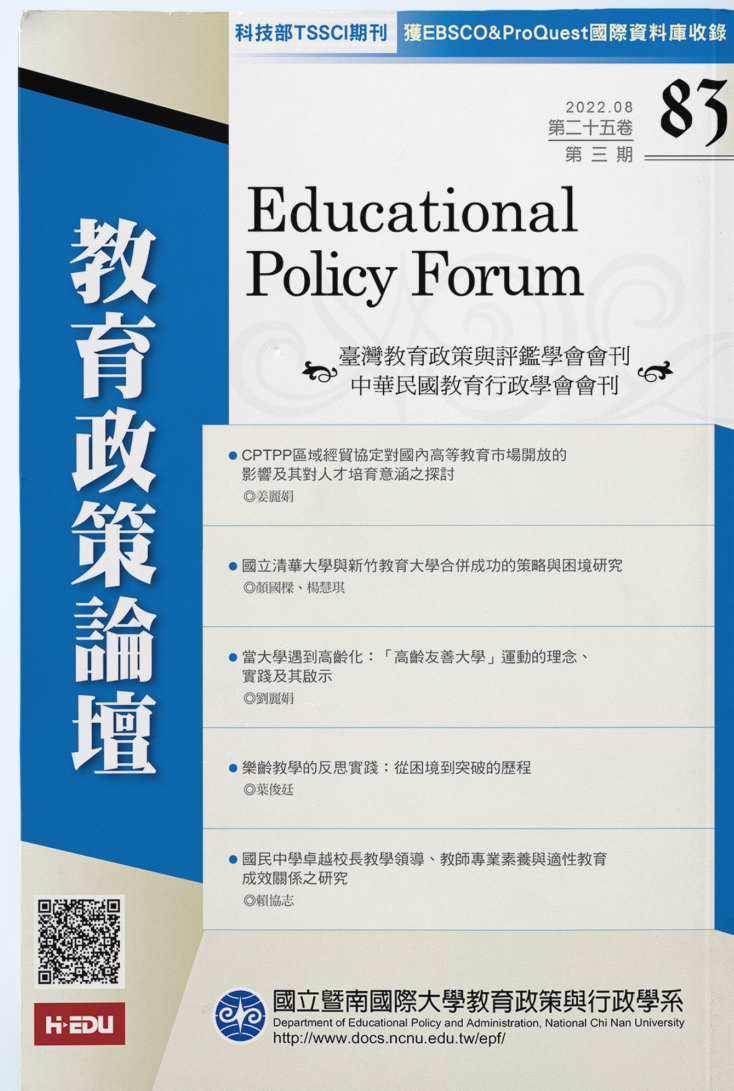 科技部TSSCI期刊 獲EBSCO&ProQuest國際資料庫收錄
2022.08
第二十五卷
第三期
83
Educational
Policy Forum
教育政策論壇
臺灣教育政策與評鑑學會會刊
中華民國教育行政學會會刊
● CPTPP區域經貿協定對國內高等教育市場開放的
影響及其對人才培育意涵之探討
◎姜麗娟
● 國立清華大學與新竹教育大學合併成功的策略與困境研究
◎顏國樑、楊慧琪
● 當大學遇到高齡化：「高齡友善大學」運動的理念、
實踐及其啟示
◎劉麗娟
● 樂齡教學的反思實踐：從困境到突破的歷程
◎葉俊廷
● 國民中學卓越校長教學領導、教師專業素養與適性教育
成效關係之研究
◎賴協志
H·EDU
國立暨南國際大學教育政策與行政學系
Department of Educational Policy and Administration, National Chi Nan University
http://www.docs.ncnu.edu.tw/epf/